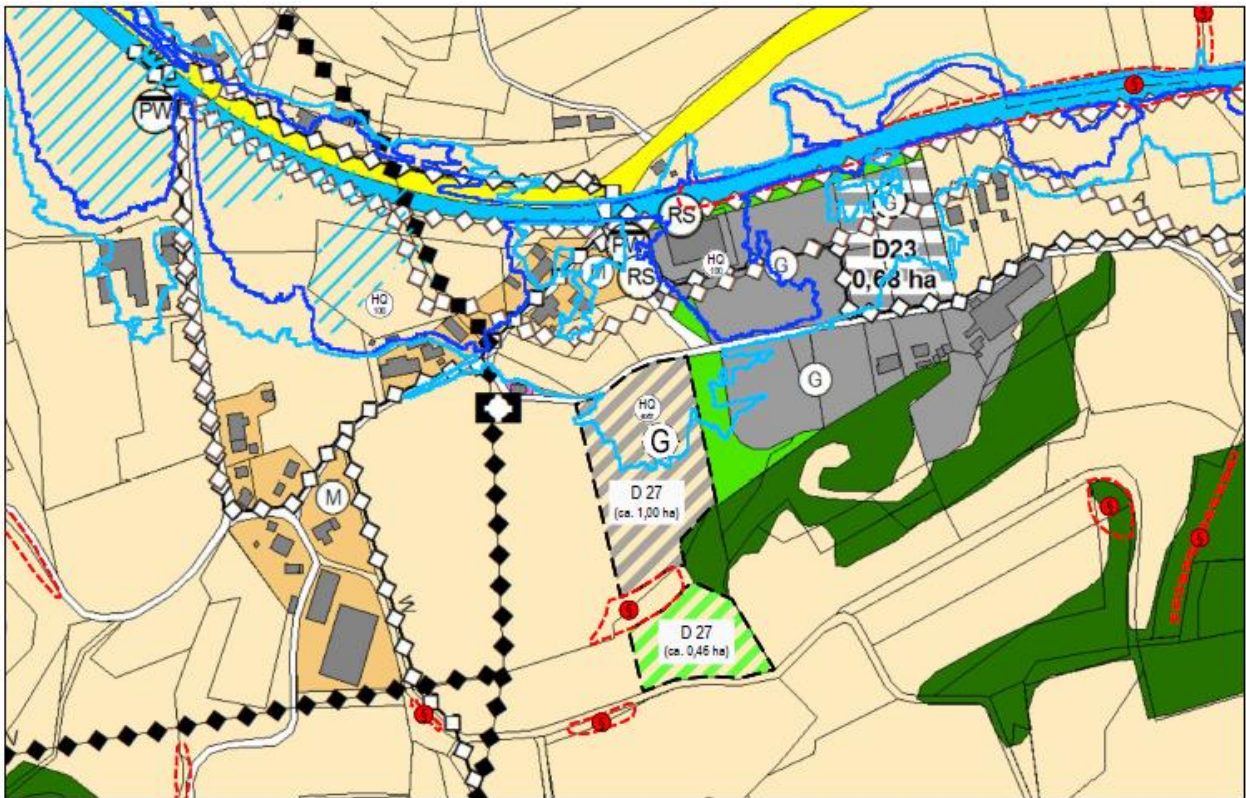 §
PW
§
RS
G
D23
0,68 ha
PW
M
RS
HQ
100
G
HQ
100
HQ
G
G
D 27
(ca. 1,00 ha)
M
§
§
§
D 27
(ca. 0,46 ha)
§
§